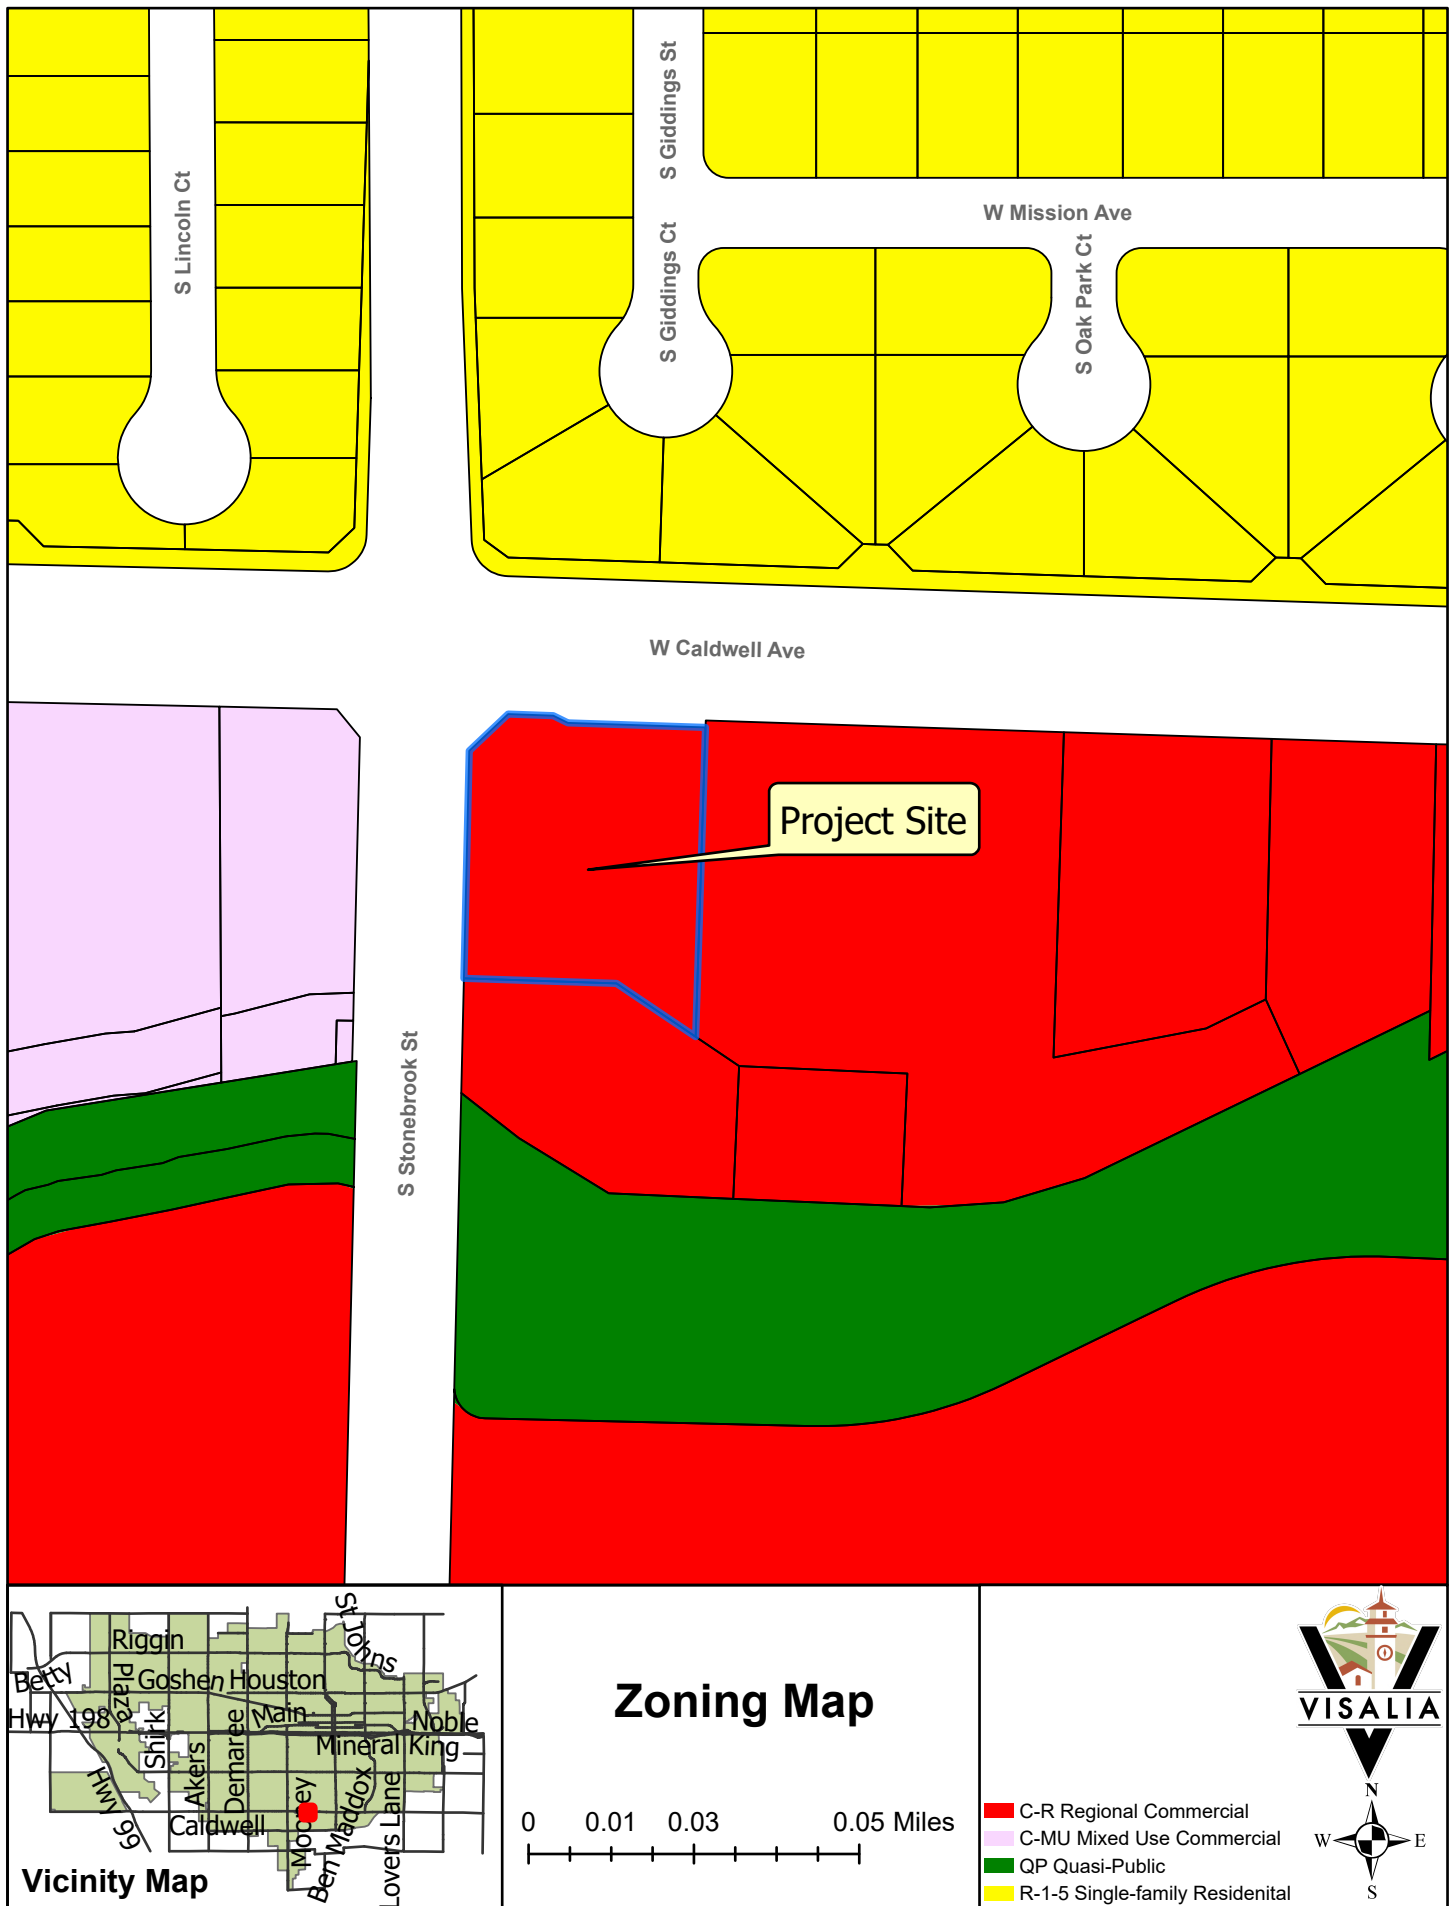 S Giddings St
S Lincoln Ct
W Mission Ave
S Giddings Ct
S Oak Park Ct
W Caldwell Ave
Project Site
S Stonebrook St
St Johns
Riggin
Betty
Plaza
Goshen
Houston
Hwy 198
Main
Noble
Shirk
Demaree
Mineral King
Akers
Hwy 99
Mooney
Ben Maddox
Lovers Lane
Caldwell
Vicinity Map
Zoning Map
0 0.01 0.03 0.05 Miles
VISALIA
N
W E
S
C-R Regional Commercial
C-MU Mixed Use Commercial
QP Quasi-Public
R-1-5 Single-family Residenital